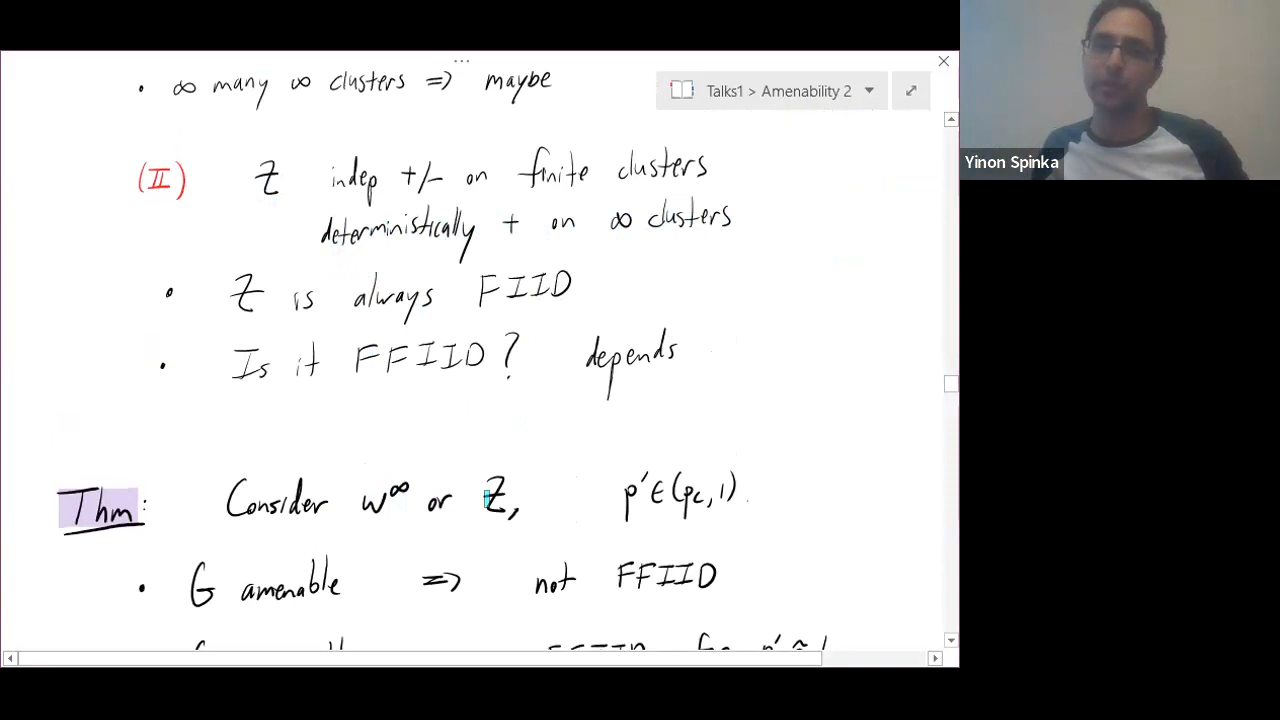 • ∞ many ∞ clusters ⇒ maybe
Talks1 > Amenability 2
Yinon Spinka
(II) Z indep +/- on finite clusters
deterministically + on ∞ clusters
• Z is always FIID
• Is it FFIID? depends
Thm: Consider w^∞ or Z, p'∈(pc,1).
• G amenable ⇒ not FFIID